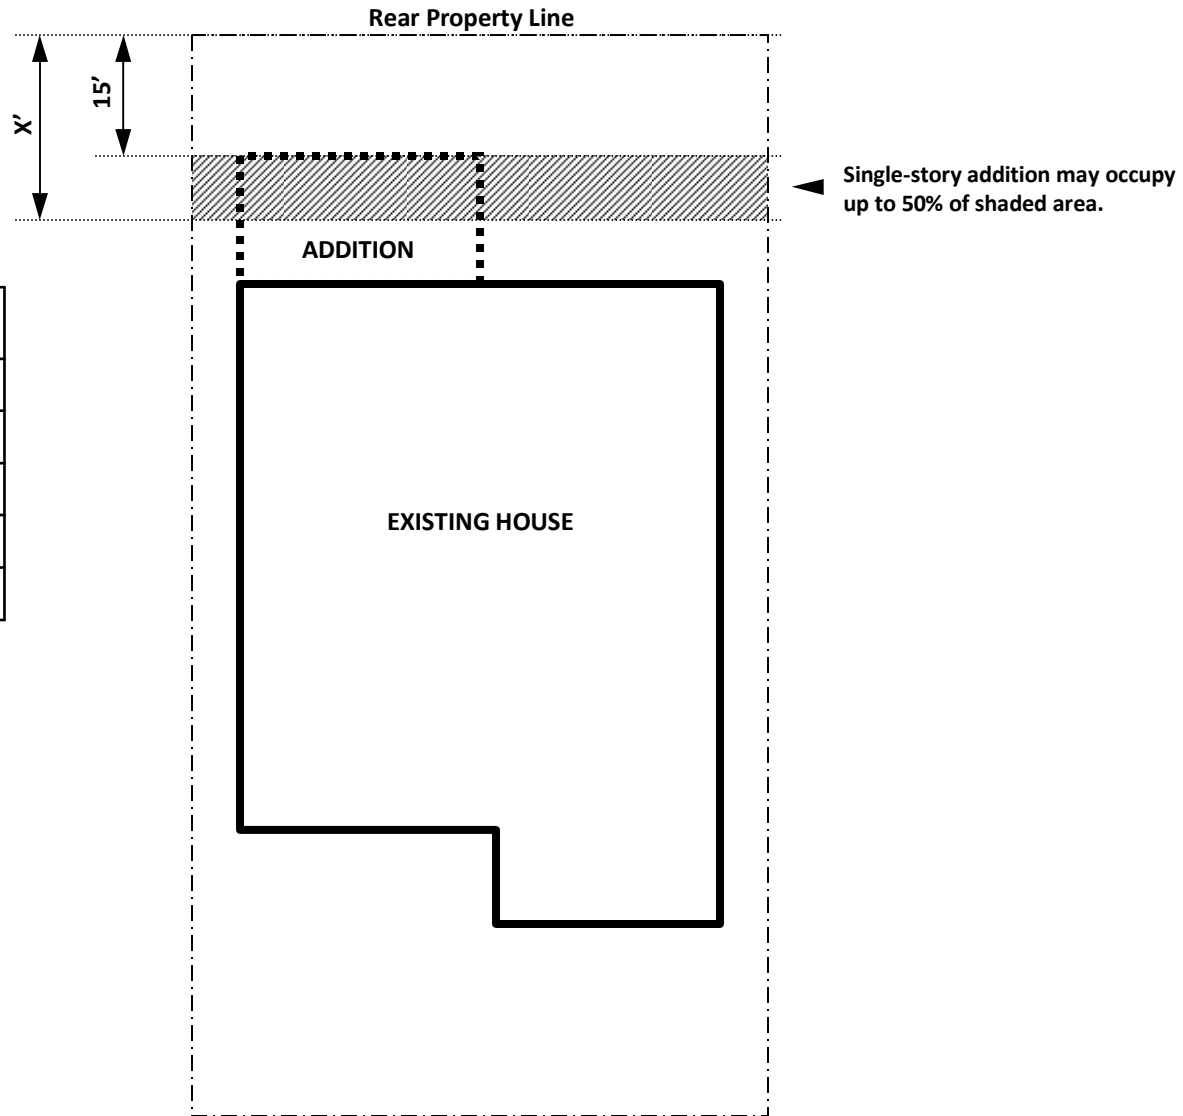 Rear Property Line
X’
15’
Single-story addition may occupy
up to 50% of shaded area.
ADDITION
EXISTING HOUSE